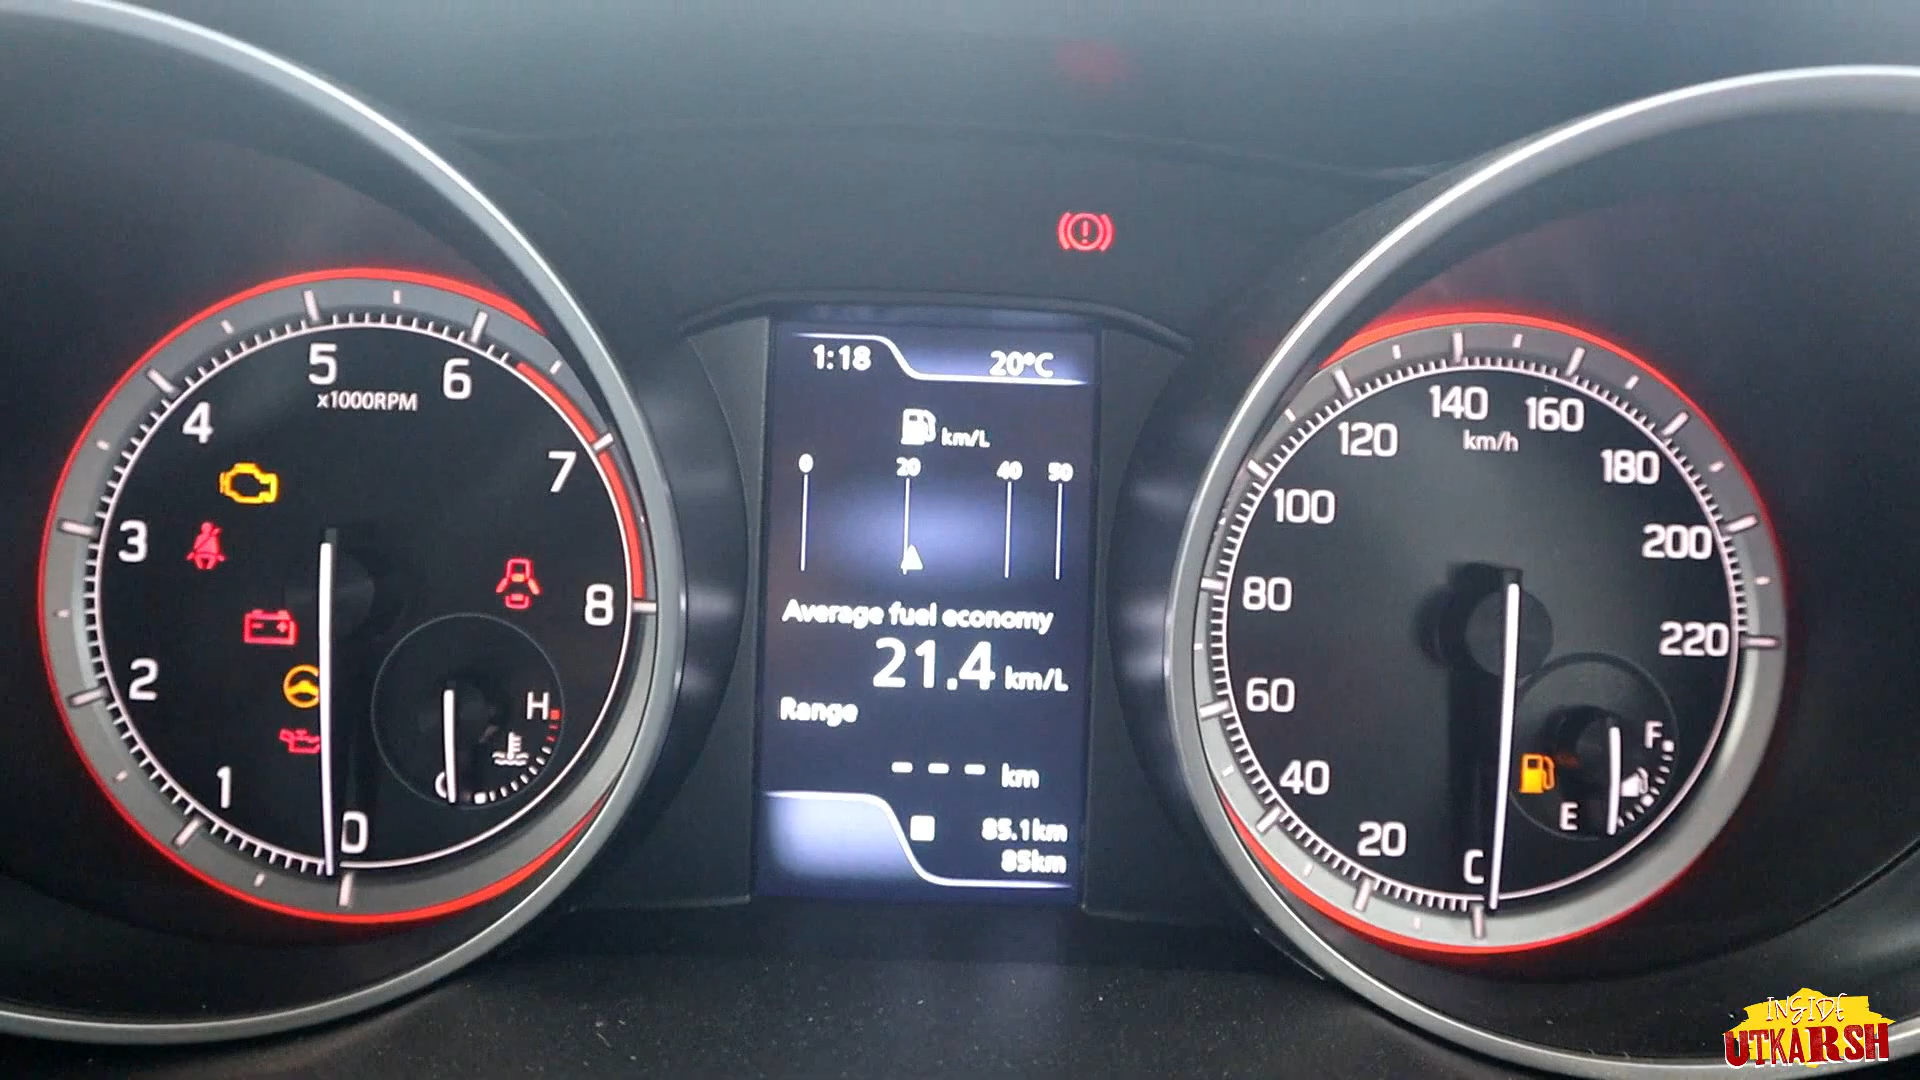 1:18 20°C
km/L
0 20 40 50
Average fuel economy
21.4 km/L
Range
--- km
85.1km
85km
x1000RPM
0
1
2
3
4
5
6
7
8
H
C
km/h
20
40
60
80
100
120
140
160
180
200
220
F
E
INSIDE
UTKARSH